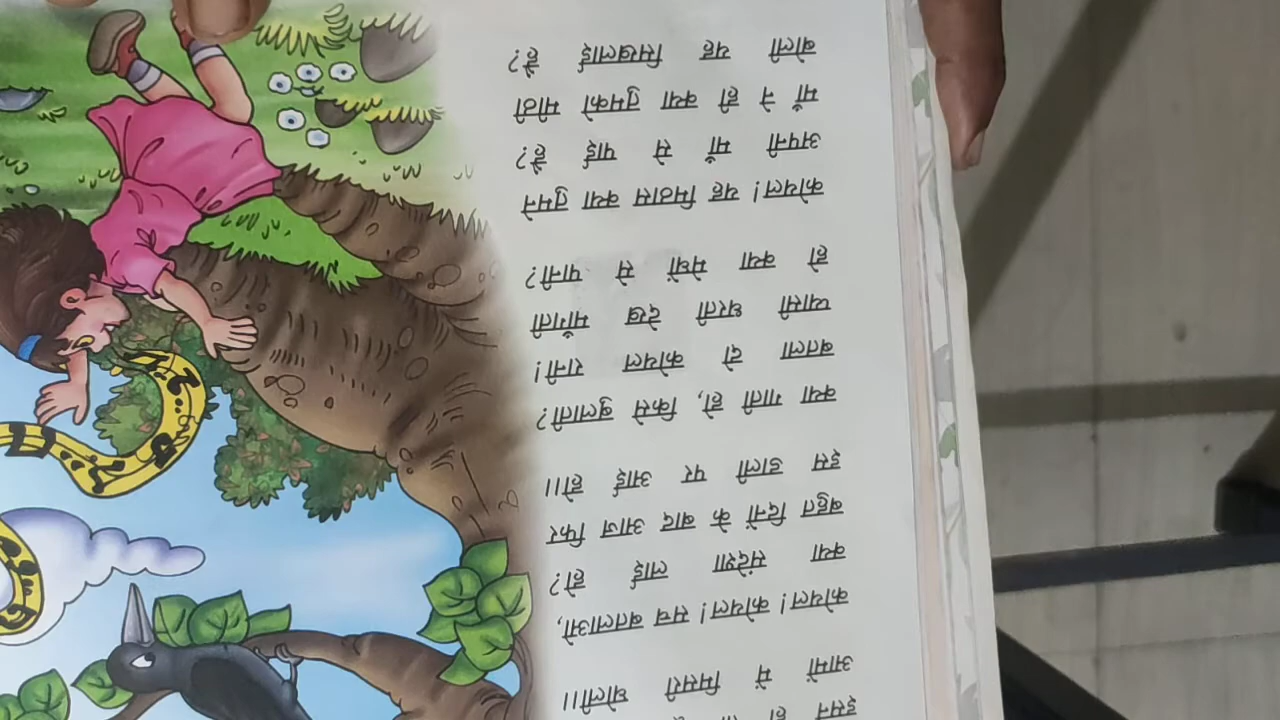 इसने ही
आमों में मिसरी घोली।।
कोयल! कोयल! सच बतलाओ,
क्या संदेशा लाई हो?
बहुत दिनों के बाद आज फिर
इस डाली पर आई हो।।
क्या गाती हो, किसे बुलाती?
बतला दो कोयल रानी!
प्यासी धरती देख माँगती
हो क्या मेघों से पानी?
कोयल! यह मिठास क्या तुमने
अपनी माँ से पाई है?
माँ ने ही क्या तुमको मीठी
बोली यह सिखलाई है?